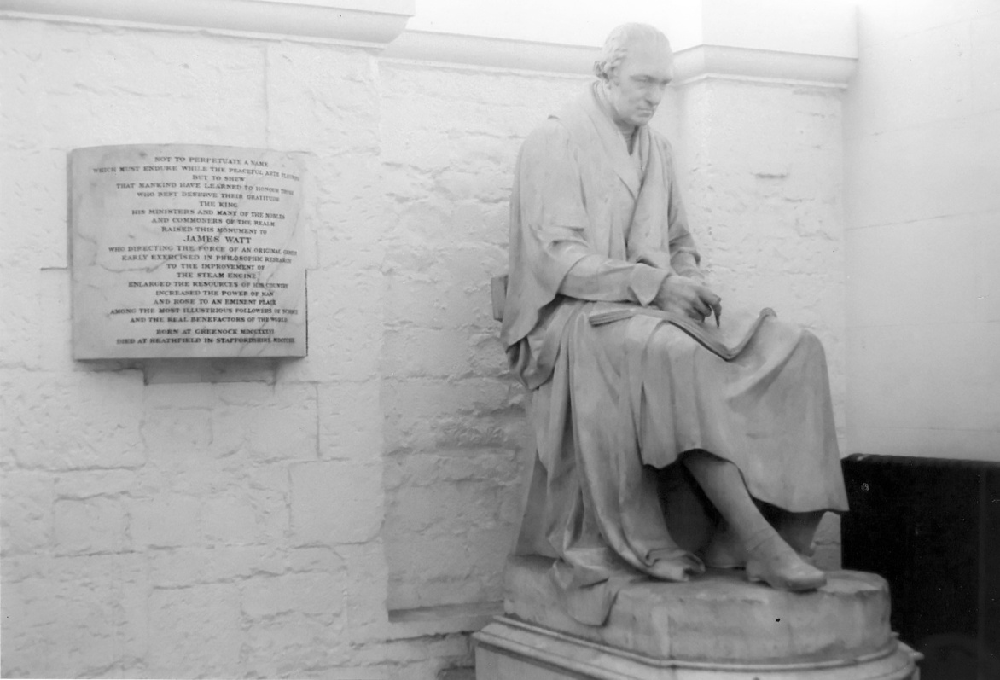 NOT TO PERPETUATE A NAME
WHICH MUST ENDURE WHILE THE PEACEFUL ARTS FLOURISH
BUT TO SHEW
THAT MANKIND HAVE LEARNED TO HONOUR THOSE
WHO BEST DESERVE THEIR GRATITUDE
THE KING
HIS MINISTERS AND MANY OF THE NOBLES
AND COMMONERS OF THE REALM
RAISED THIS MONUMENT TO
JAMES WATT
WHO DIRECTING THE FORCE OF AN ORIGINAL GENIUS
EARLY EXERCISED IN PHILOSOPHIC RESEARCH
TO THE IMPROVEMENT OF
THE STEAM ENGINE
ENLARGED THE RESOURCES OF HIS COUNTRY
INCREASED THE POWER OF MAN
AND ROSE TO AN EMINENT PLACE
AMONG THE MOST ILLUSTRIOUS FOLLOWERS OF SCIENCE
AND THE REAL BENEFACTORS OF THE WORLD
BORN AT GREENOCK
DIED AT HEATHFIELD IN STAFFORDSHIRE